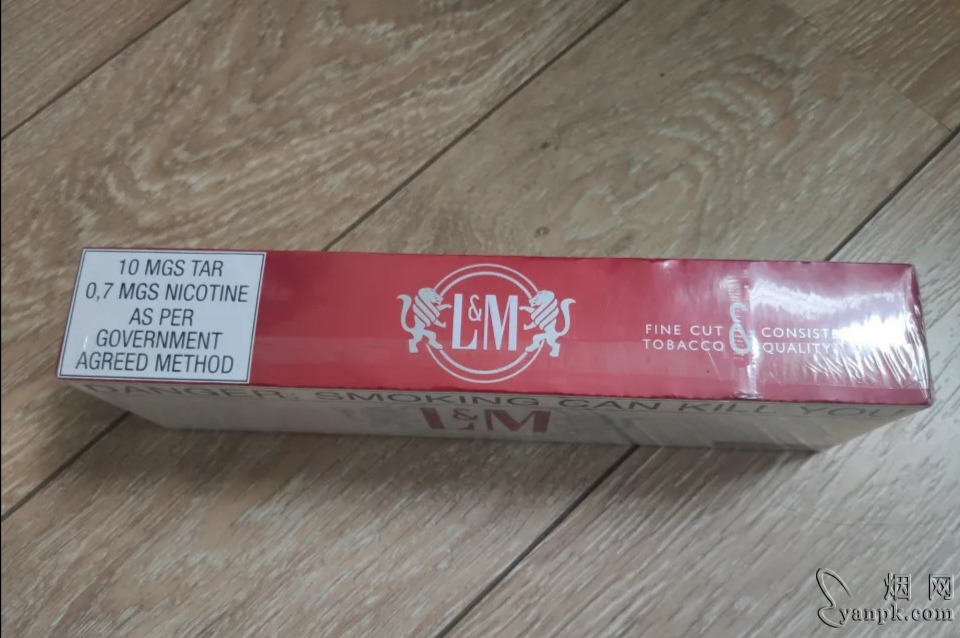 10 MGS TAR
0,7 MGS NICOTINE
AS PER
GOVERNMENT
AGREED METHOD
L&M
FINE CUT
TOBACCO
&
QUALITY
DANGER: SMOKING CAN KILL YOU
L&M
烟网
yanpk.com